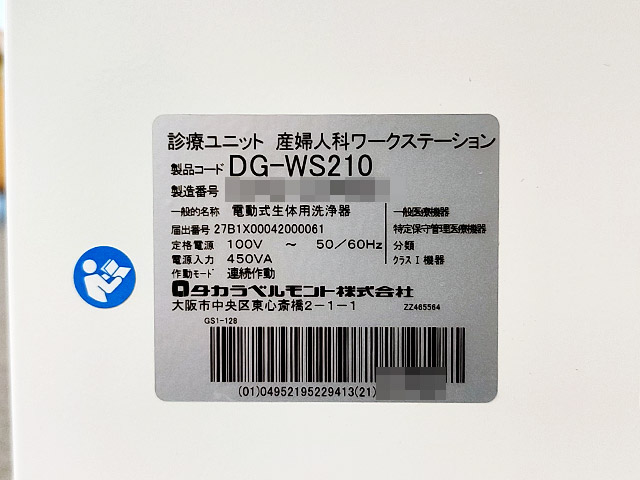 診療ユニット 産婦人科ワークステーション
製品コード DG-WS210
製造番号
一般的名称 電動式生体用洗浄器
届出番号 27B1X00042000061
定格電源 100V ～ 50/60Hz
電源入力 450VA
作動モード 連続作動
一般医療機器
特定保守管理医療機器
分類
クラスⅠ機器
タカラベルモント株式会社
大阪市中央区東心斎橋2-1-1
ZZ465564
GS1-128
(01)04952195229413(21)